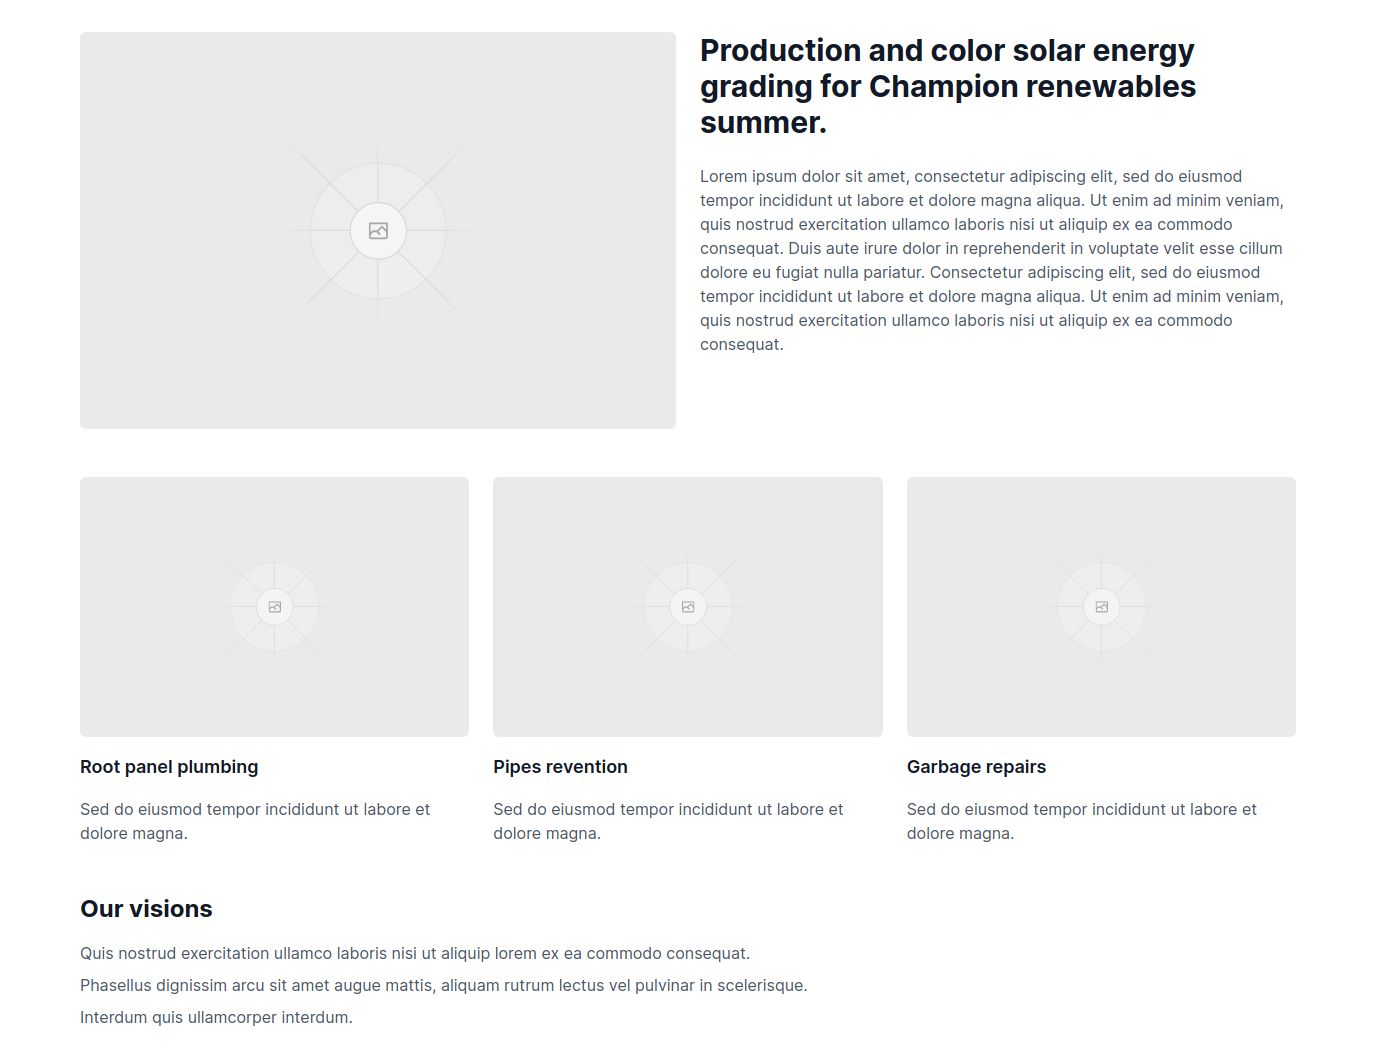 Production and color solar energy
grading for Champion renewables
summer.
Lorem ipsum dolor sit amet, consectetur adipiscing elit, sed do eiusmod
tempor incididunt ut labore et dolore magna aliqua. Ut enim ad minim veniam,
quis nostrud exercitation ullamco laboris nisi ut aliquip ex ea commodo
consequat. Duis aute irure dolor in reprehenderit in voluptate velit esse cillum
dolore eu fugiat nulla pariatur. Consectetur adipiscing elit, sed do eiusmod
tempor incididunt ut labore et dolore magna aliqua. Ut enim ad minim veniam,
quis nostrud exercitation ullamco laboris nisi ut aliquip ex ea commodo
consequat.
Root panel plumbing
Sed do eiusmod tempor incididunt ut labore et
dolore magna.
Pipes revention
Sed do eiusmod tempor incididunt ut labore et
dolore magna.
Garbage repairs
Sed do eiusmod tempor incididunt ut labore et
dolore magna.
Our visions
Quis nostrud exercitation ullamco laboris nisi ut aliquip lorem ex ea commodo consequat.
Phasellus dignissim arcu sit amet augue mattis, aliquam rutrum lectus vel pulvinar in scelerisque.
Interdum quis ullamcorper interdum.